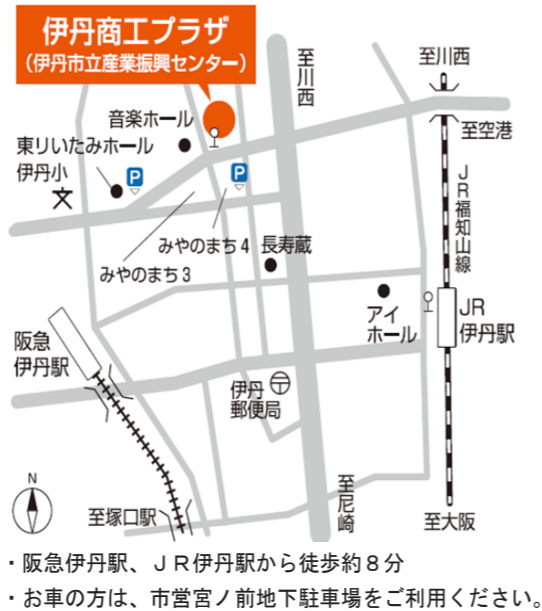 伊丹商工プラザ
(伊丹市立産業振興センター)
至川西
至川西
音楽ホール
至空港
東リいたみホール
P
P
伊丹小
文
JR福知山線
みやのまち4
長寿蔵
みやのまち3
アイ
ホール
JR
伊丹駅
阪急
伊丹駅
伊丹
郵便局
〒
N
至尼崎
至塚口駅
至大阪
・阪急伊丹駅、JR伊丹駅から徒歩約8分
・お車の方は、市営宮ノ前地下駐車場をご利用ください。